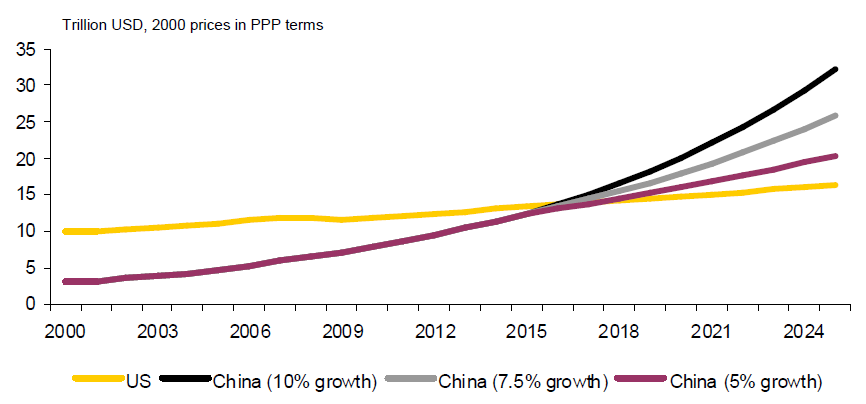 Trillion USD, 2000 prices in PPP terms
35
30
25
20
15
10
5
0
2000 2003 2006 2009 2012 2015 2018 2021 2024
US China (10% growth) China (7.5% growth) China (5% growth)